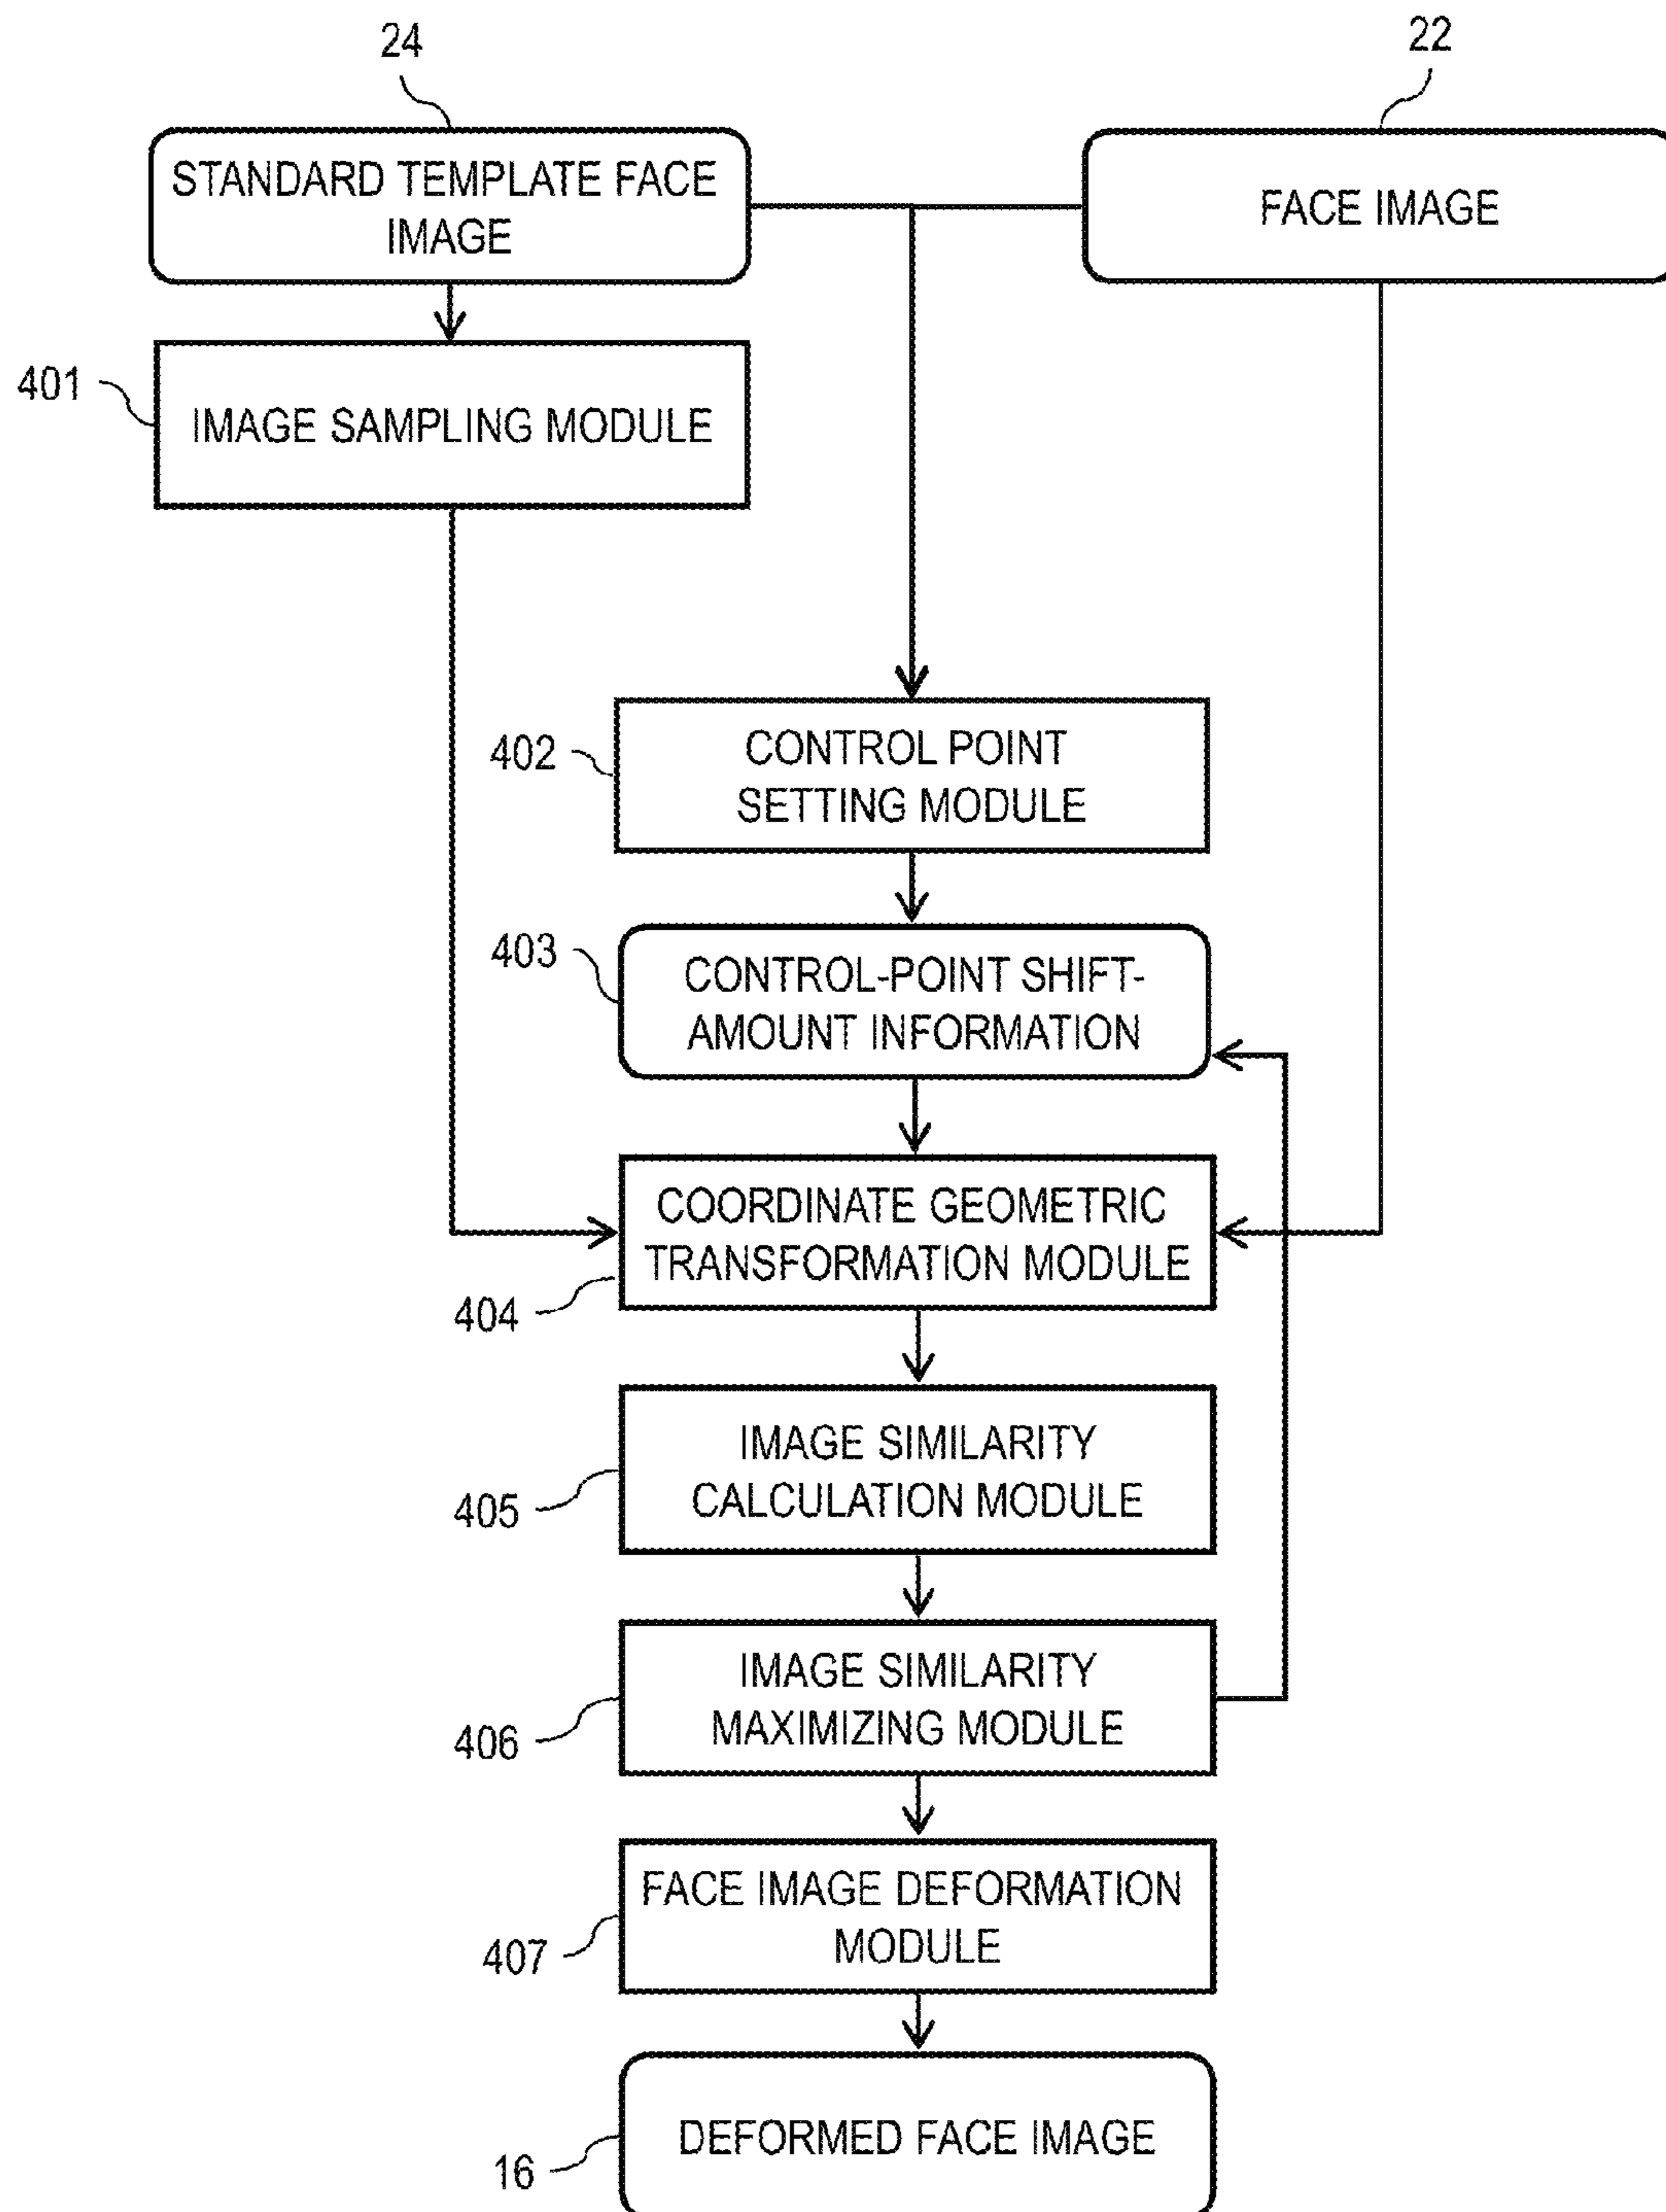 24
22
STANDARD TEMPLATE FACE
IMAGE
FACE IMAGE
401
IMAGE SAMPLING MODULE
402
CONTROL POINT
SETTING MODULE
403
CONTROL-POINT SHIFT-
AMOUNT INFORMATION
COORDINATE GEOMETRIC
TRANSFORMATION MODULE
404
IMAGE SIMILARITY
CALCULATION MODULE
405
IMAGE SIMILARITY
MAXIMIZING MODULE
406
FACE IMAGE DEFORMATION
MODULE
407
DEFORMED FACE IMAGE
16